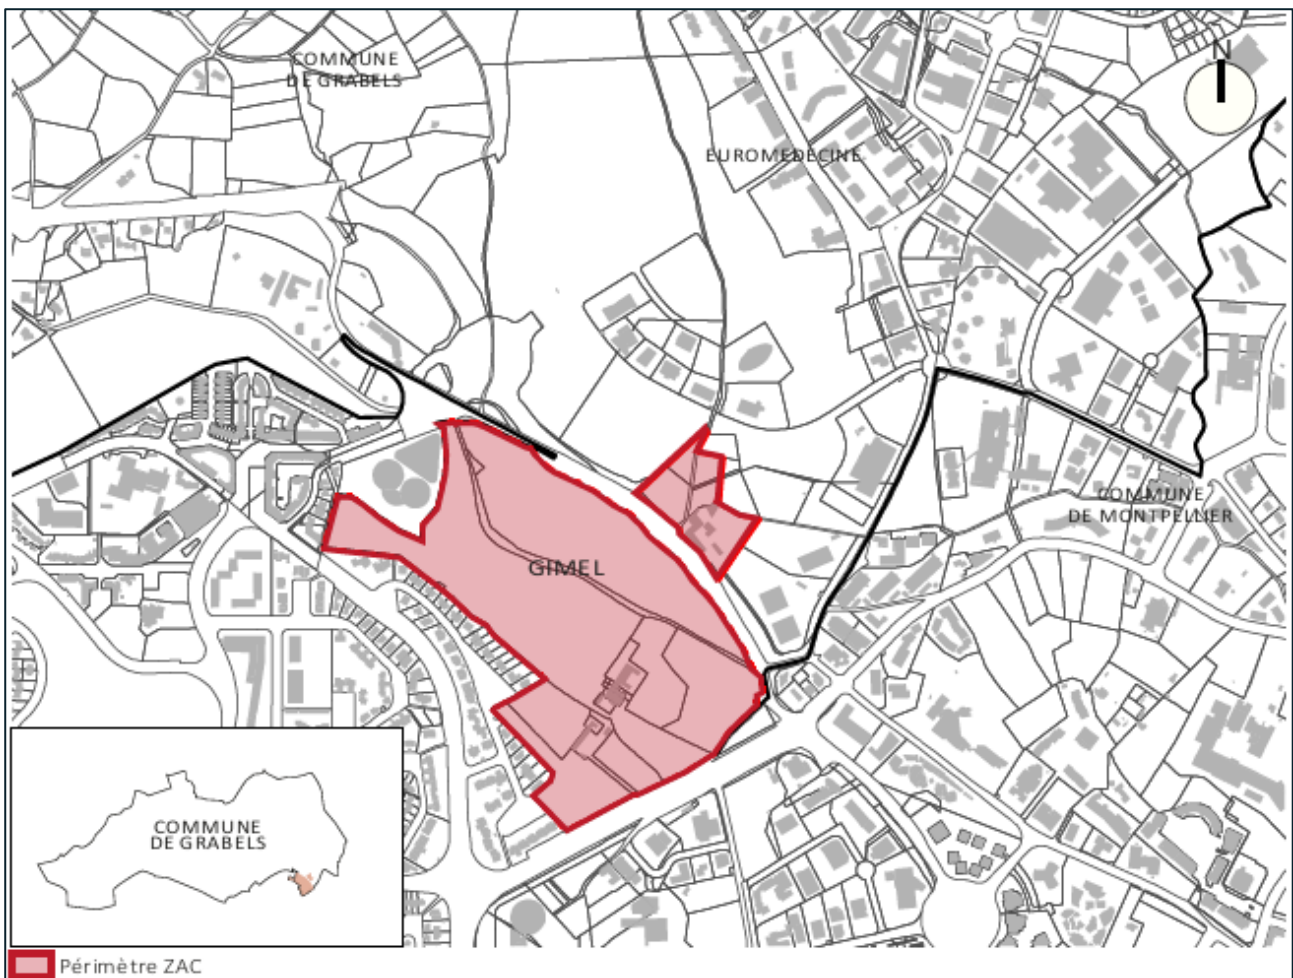 COMMUNE
DE GRABELS
N
EUROMEDECINE
COMMUNE
DE MONTPELLIER
GIMEL
COMMUNE
DE GRABELS
Périmètre ZAC